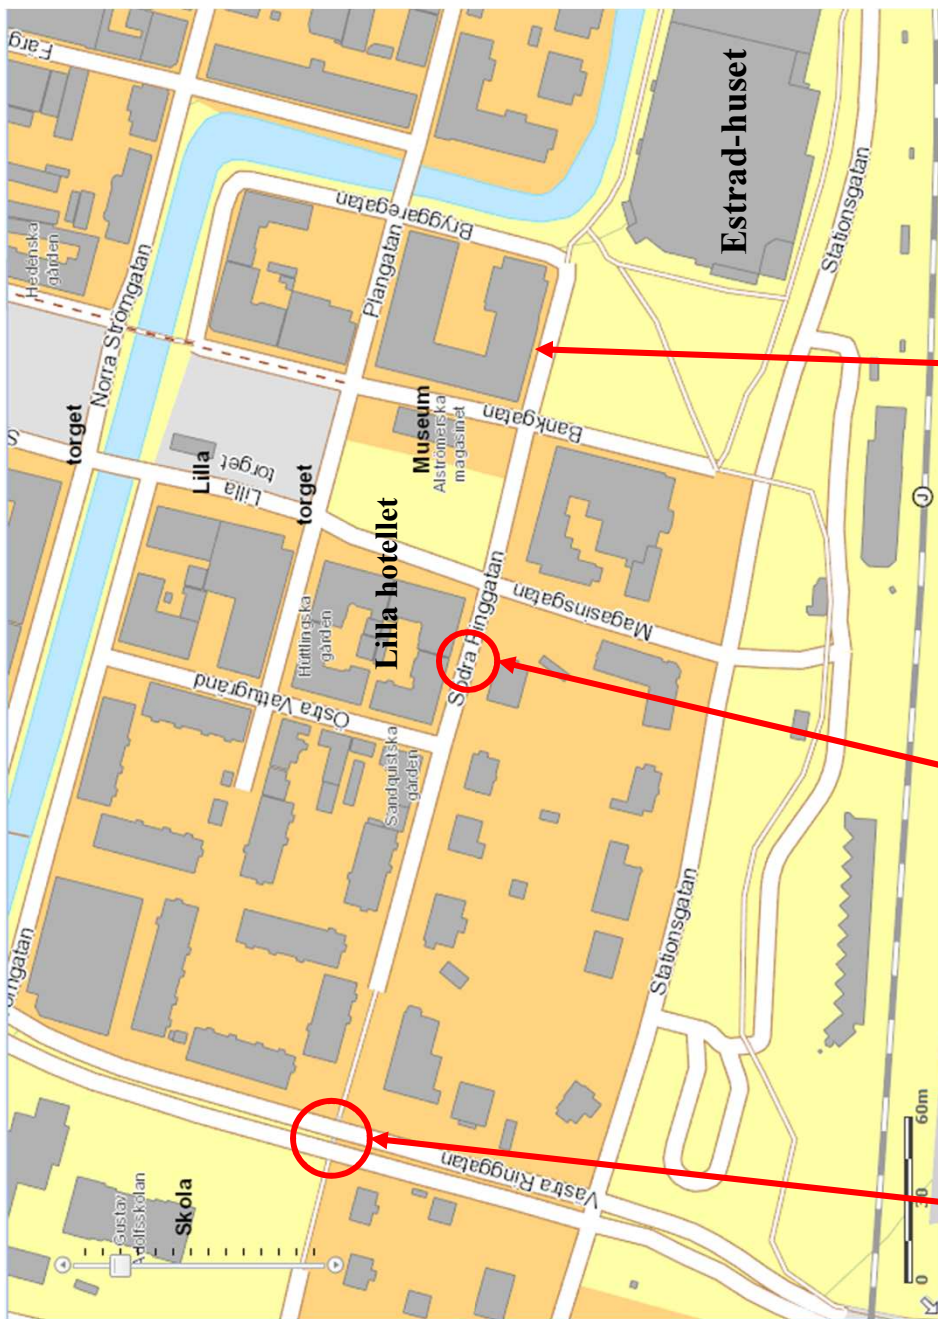 Färg
Hedenska
gården
Norra Strömgatan
torget
S
Lilla
Lilla
torget
torget
Plangatan
Bryggaregatan
Museum
Alströmerska
magasinet
Bankgatan
Estrad-huset
Stationsgatan
Lilla hotellet
Huttlingska
gården
Östra Vattugränd
Södra Ringgatan
Magasinsgatan
Sandquistska
gården
Stationsgatan
ömgatan
Västra Ringgatan
Gustav
Adolfsskolan
Skola
J
0 30 60m